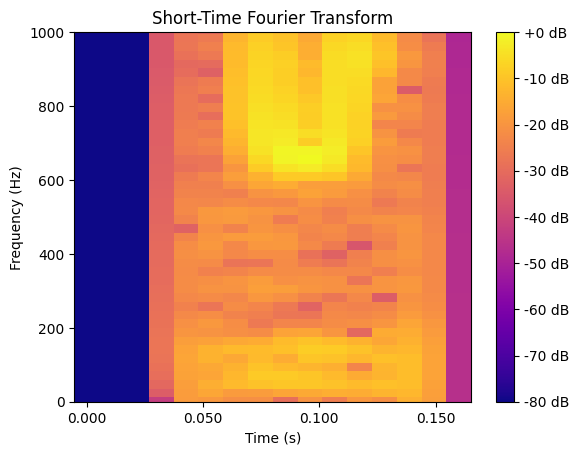 Short-Time Fourier Transform
1000
800
600
400
200
0
Frequency (Hz)
0.000
0.050
0.100
0.150
Time (s)
+0 dB
-10 dB
-20 dB
-30 dB
-40 dB
-50 dB
-60 dB
-70 dB
-80 dB